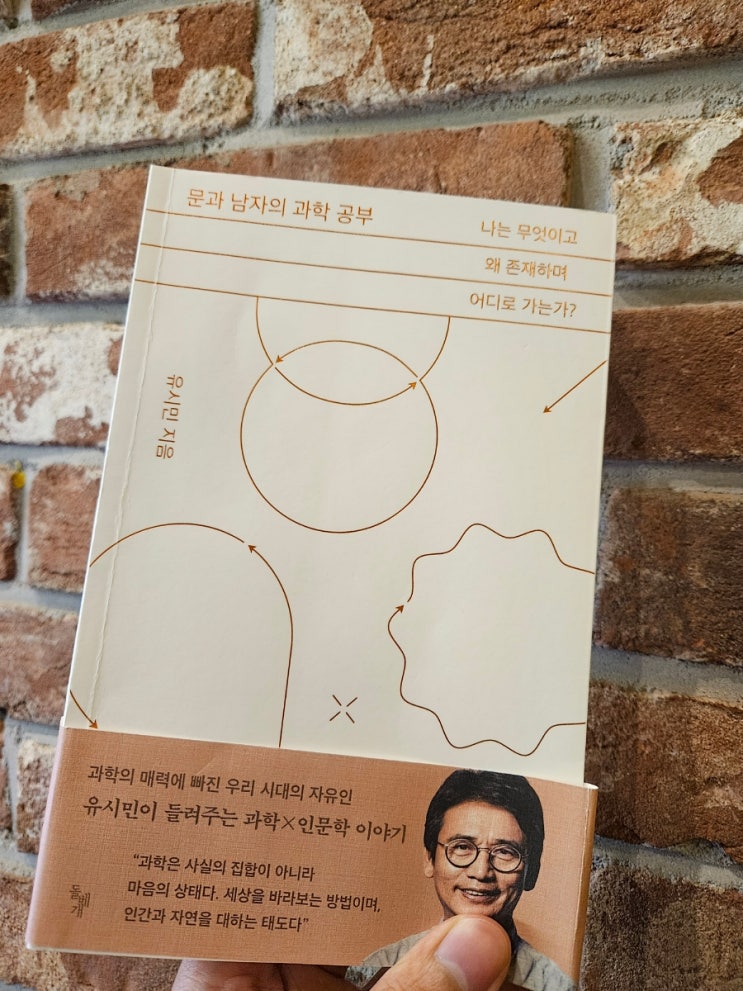 문과 남자의 과학 공부
나는 무엇이고
왜 존재하며
어디로 가는가?
유시민 지음
과학의 매력에 빠진 우리 시대의 자유인
유시민이 들려주는 과학×인문학 이야기
“과학은 사실의 집합이 아니라
마음의 상태다. 세상을 바라보는 방법이며,
인간과 자연을 대하는 태도다”
돌베개